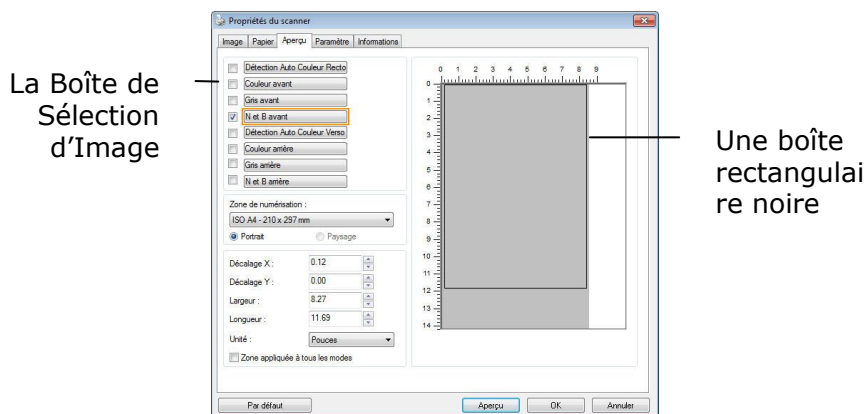 Propriétés du scanner
Image Papier Aperçu Paramètre Informations
La Boîte de
Sélection
d'Image
Détection Auto Couleur Recto
Couleur avant
Gris avant
N et B avant
Détection Auto Couleur Verso
Couleur arrière
Gris arrière
N et B arrière
Zone de numérisation :
ISO A4 - 210 x 297 mm
Portrait Paysage
Décalage X : 0.12
Décalage Y : 0.00
Largeur : 8.27
Longueur : 11.69
Unité : Pouces
Zone appliquée à tous les modes
0 1 2 3 4 5 6 7 8 9
0
1
2
3
4
5
6
7
8
9
10
11
12
13
14
Une boîte
rectangulai
re noire
Par défaut Aperçu OK Annuler